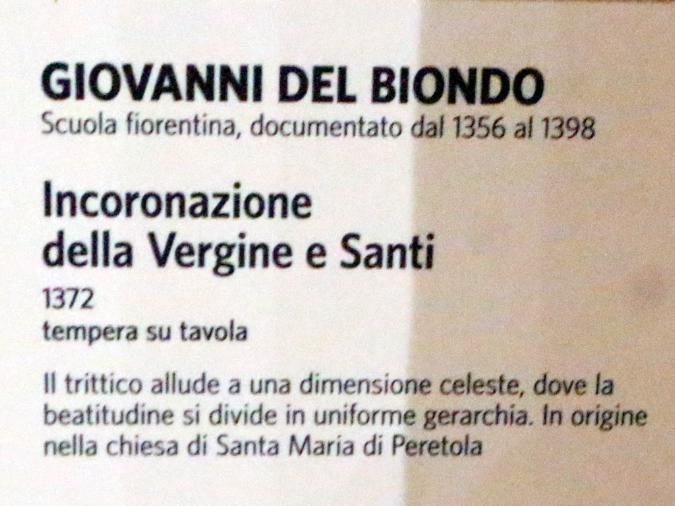 GIOVANNI DEL BIONDO
Scuola fiorentina, documentato dal 1356 al 1398
Incoronazione
della Vergine e Santi
1372
tempera su tavola
Il trittico allude a una dimensione celeste, dove la
beatitudine si divide in uniforme gerarchia. In origine
nella chiesa di Santa Maria di Peretola